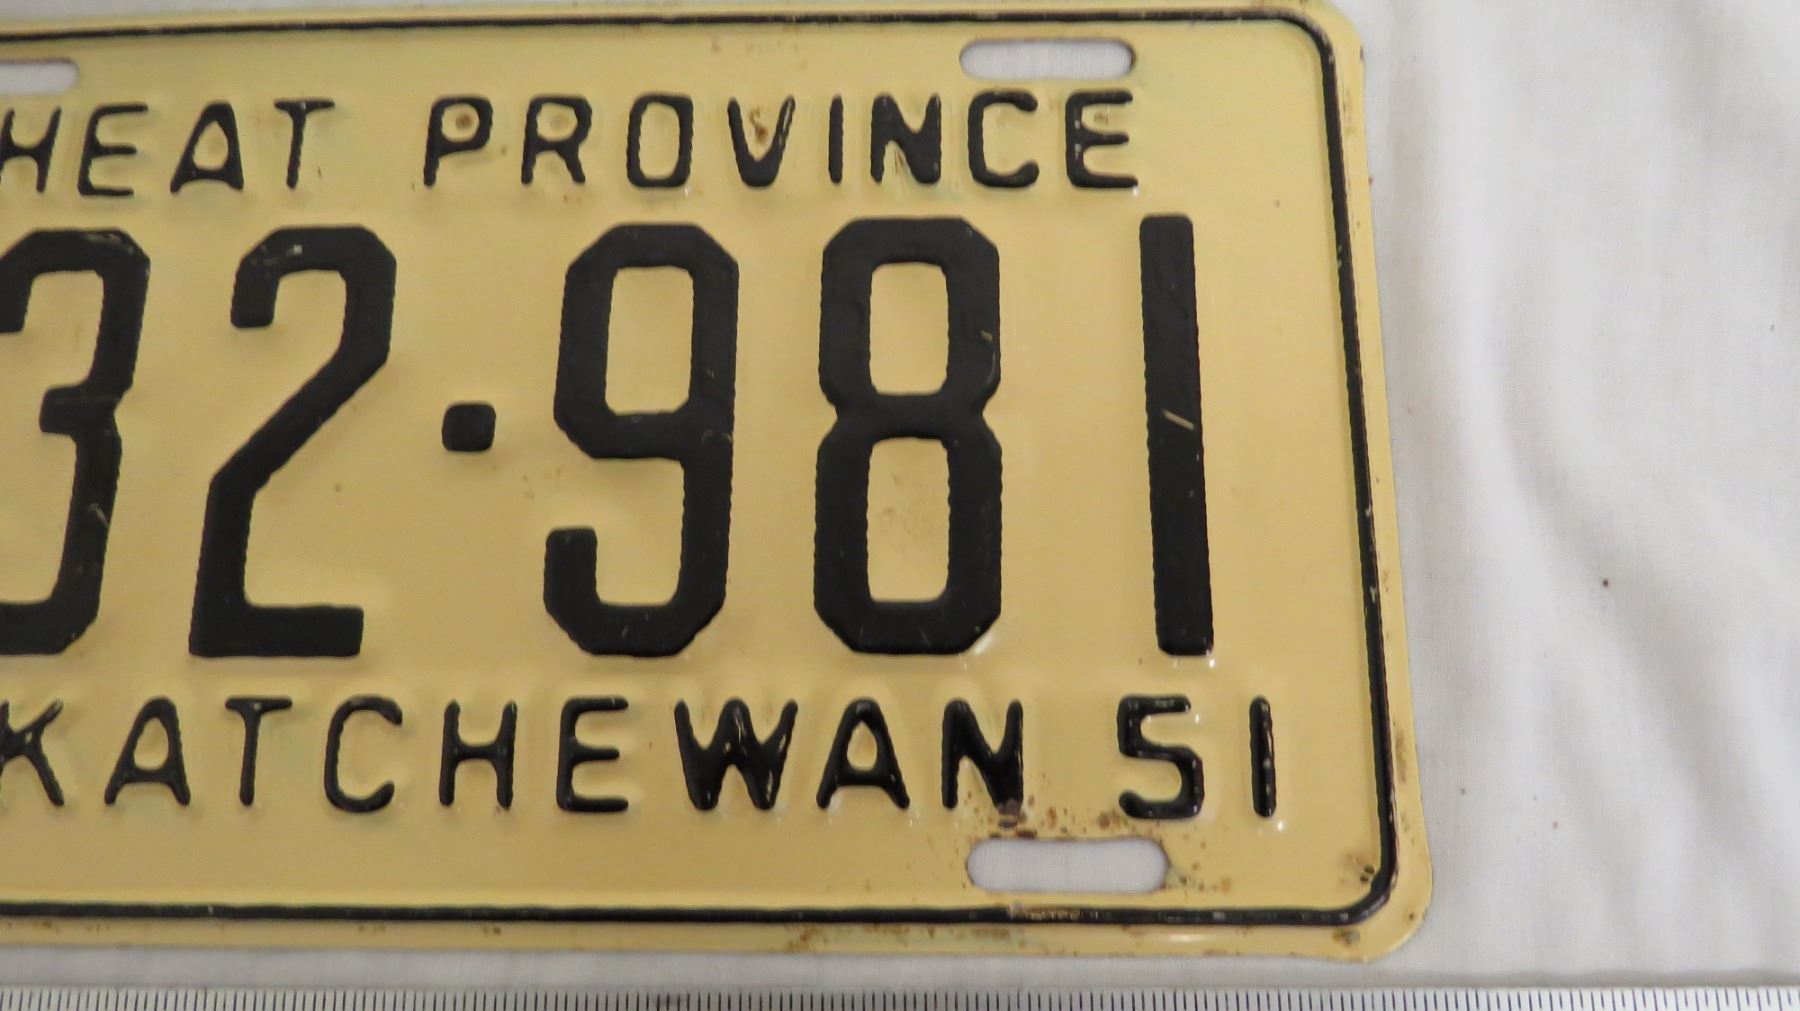 HEAT PROVINCE
32·981
KATCHEWAN 51